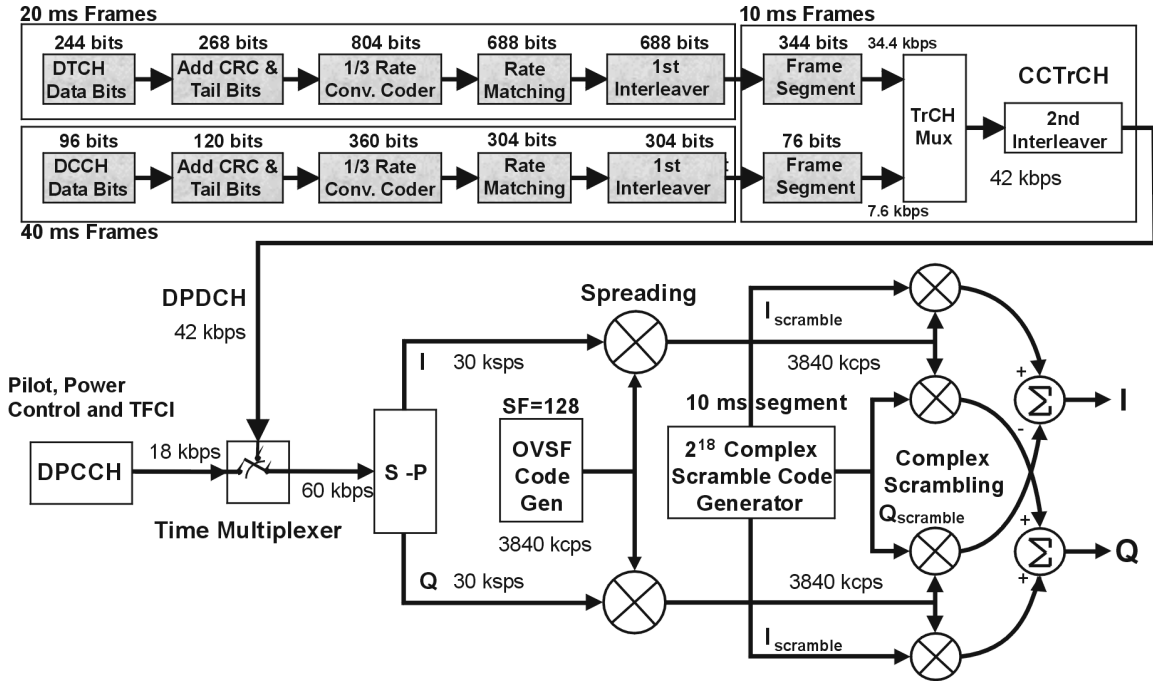 20 ms Frames
10 ms Frames
244 bits
268 bits
804 bits
688 bits
688 bits
344 bits
34.4 kbps
DTCH
Data Bits
Add CRC &
Tail Bits
1/3 Rate
Conv. Coder
Rate
Matching
1st
Interleaver
Frame
Segment
TrCH
Mux
CCTrCH
2nd
Interleaver
42 kbps
96 bits
120 bits
360 bits
304 bits
304 bits
76 bits
DCCH
Data Bits
Add CRC &
Tail Bits
1/3 Rate
Conv. Coder
Rate
Matching
1st
Interleaver
Frame
Segment
7.6 kbps
40 ms Frames
DPDCH
42 kbps
Spreading
I scramble
I
30 ksps
3840 kcps
+
Σ
I
-
Pilot, Power
Control and TFCI
DPCCH
18 kbps
Time Multiplexer
60 kbps
S -P
SF=128
OVSF
Code
Gen
3840 kcps
10 ms segment
2^18 Complex
Scramble Code
Generator
Complex
Scrambling
Qscramble
Q
30 ksps
3840 kcps
+
Σ
Q
+
I scramble